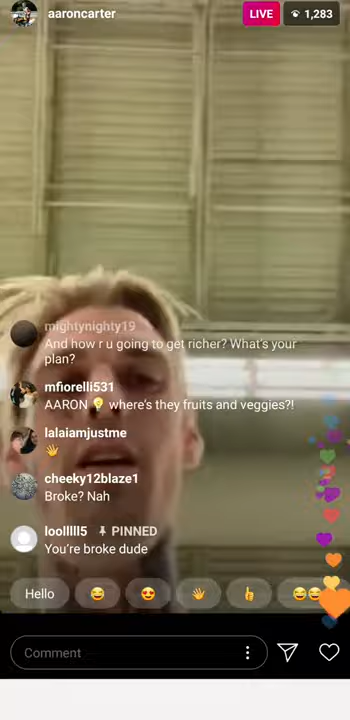 aaroncarter
LIVE
1,283
mightynighty19
And how r u going to get richer? What's your
plan?
mfiorelli531
AARON 💡 where's they fruits and veggies?!
lalaiamjustme
👋
cheeky12blaze1
Broke? Nah
loolllll5 PINNED
You're broke dude
Hello 😂 😍 👋 👍 😂😂
Comment